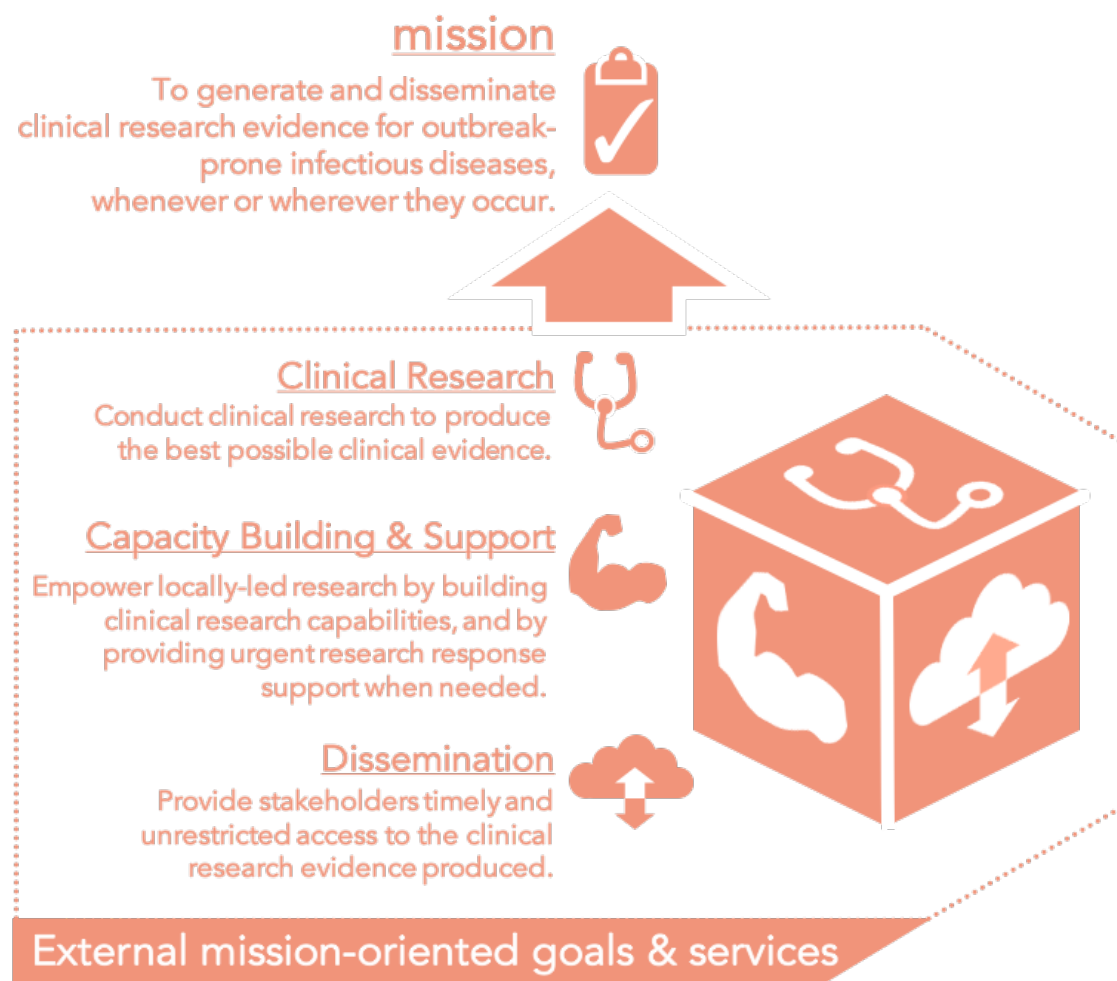 mission
To generate and disseminate
clinical research evidence for outbreak-
prone infectious diseases,
whenever or wherever they occur.
Clinical Research
Conduct clinical research to produce
the best possible clinical evidence.
Capacity Building & Support
Empower locally-led research by building
clinical research capabilities, and by
providing urgent research response
support when needed.
Dissemination
Provide stakeholders timely and
unrestricted access to the clinical
research evidence produced.
External mission-oriented goals & services